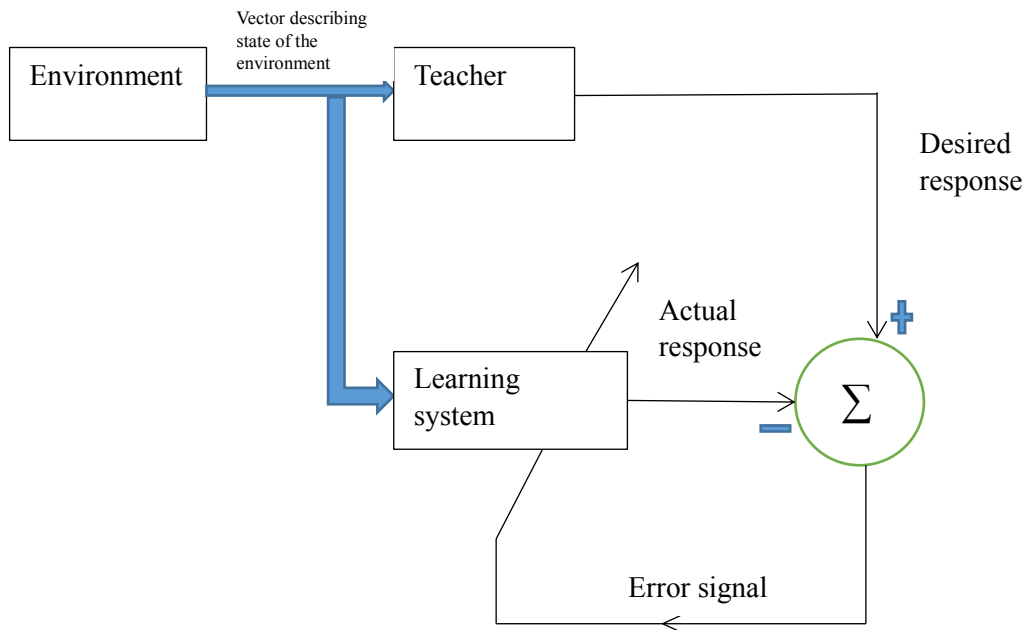 Vector describing
state of the
environment
Environment
Teacher
Desired
response
Actual
response
Learning
system
∑
Error signal